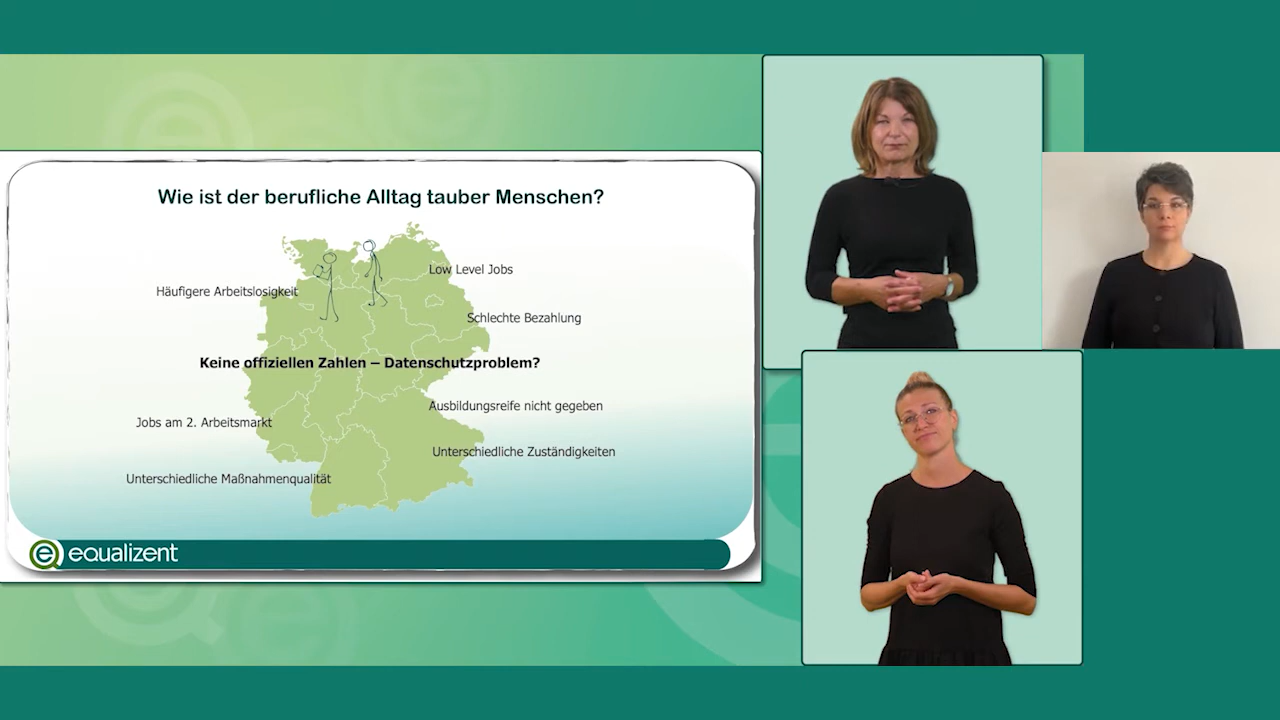 Wie ist der berufliche Alltag tauber Menschen?
Low Level Jobs
Häufigere Arbeitslosigkeit
Schlechte Bezahlung
Keine offiziellen Zahlen – Datenschutzproblem?
Ausbildungsreife nicht gegeben
Jobs am 2. Arbeitsmarkt
Unterschiedliche Zuständigkeiten
Unterschiedliche Maßnahmenqualität
equalizent